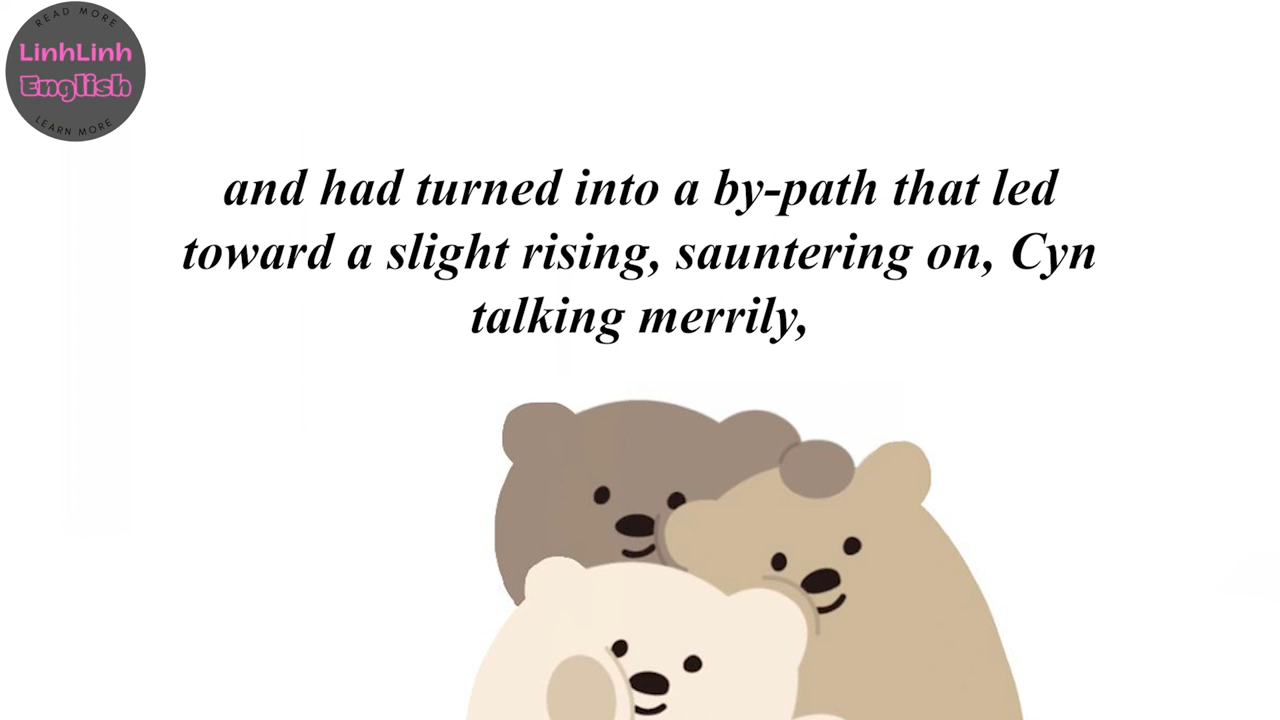 READ MORE
LinhLinh
English
LEARN MORE
and had turned into a by-path that led
toward a slight rising, sauntering on, Cyn
talking merrily,